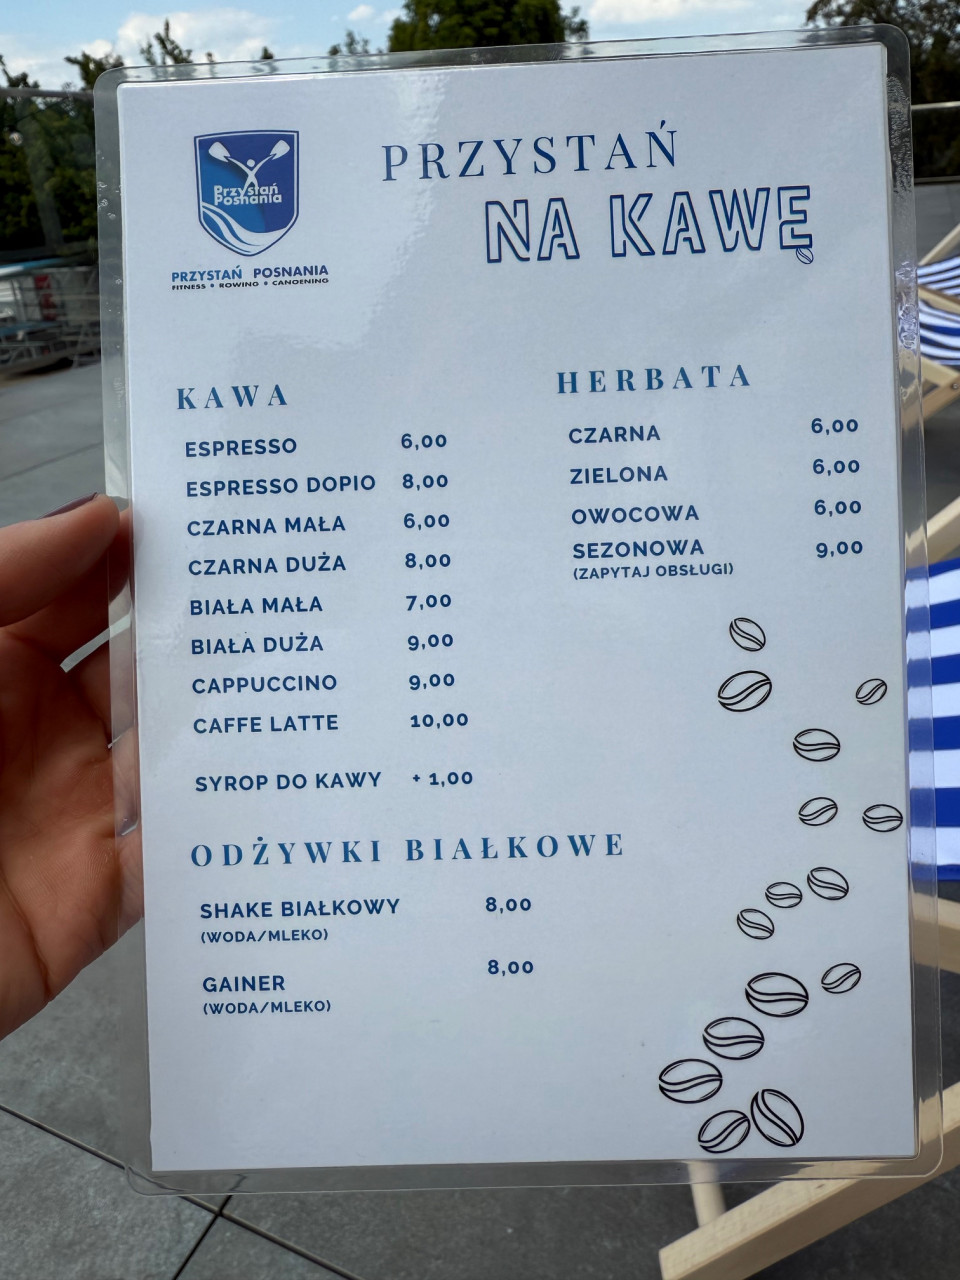 Przystań
Posnania
PRZYSTAŃ POSNANIA
FITNESS • ROWING • CANOEING
PRZYSTAŃ
NA KAWĘ
KAWA
ESPRESSO 6,00
ESPRESSO DOPIO 8,00
CZARNA MAŁA 6,00
CZARNA DUŻA 8,00
BIAŁA MAŁA 7,00
BIAŁA DUŻA 9,00
CAPPUCCINO 9,00
CAFFE LATTE 10,00
SYROP DO KAWY + 1,00
HERBATA
CZARNA 6,00
ZIELONA 6,00
OWOCOWA 6,00
SEZONOWA 9,00
(ZAPYTAJ OBSŁUGI)
ODŻYWKI BIAŁKOWE
SHAKE BIAŁKOWY 8,00
(WODA/MLEKO)
GAINER 8,00
(WODA/MLEKO)